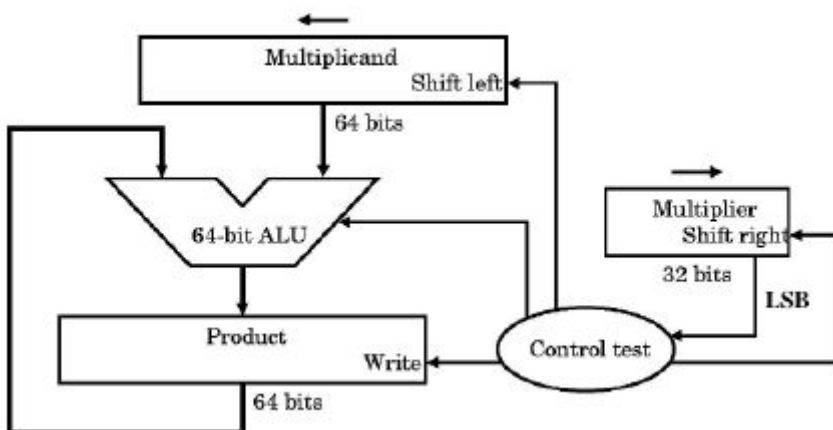 Multiplicand
Shift left
64 bits
64-bit ALU
Multiplier
Shift right
32 bits
LSB
Product
Write
Control test
64 bits